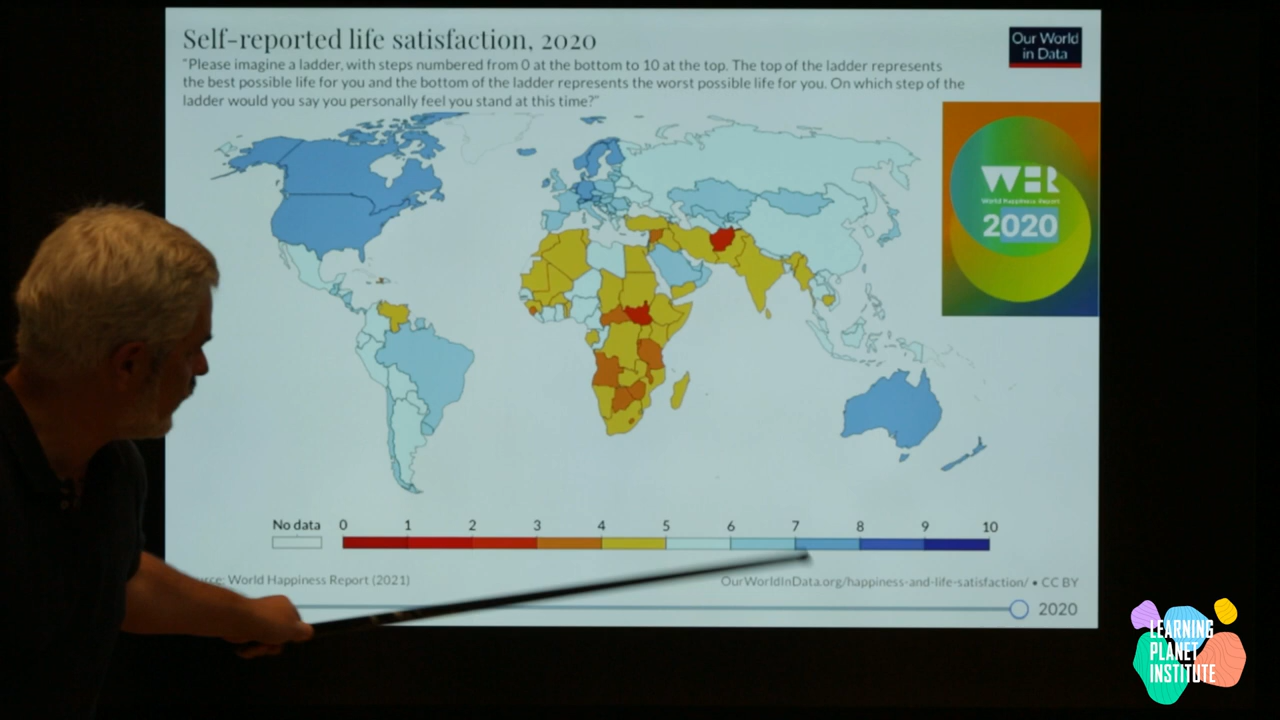 Self-reported life satisfaction, 2020
"Please imagine a ladder, with steps numbered from 0 at the bottom to 10 at the top. The top of the ladder represents
the best possible life for you and the bottom of the ladder represents the worst possible life for you. On which step of the
ladder would you say you personally feel you stand at this time?"
Our World
in Data
W R
World Happiness Report
2020
No data 0 1 2 3 4 5 6 7 8 9 10
World Happiness Report (2021)
OurWorldInData.org/happiness-and-life-satisfaction/ • CC BY
2020
LEARNING
PLANET
INSTITUTE